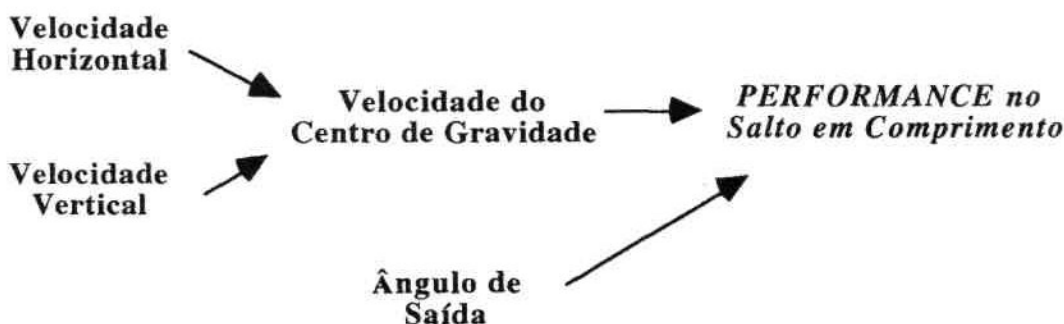 Velocidade
Horizontal
Velocidade do
Centro de Gravidade
PERFORMANCE no
Salto em Comprimento
Velocidade
Vertical
Ângulo de
Saída